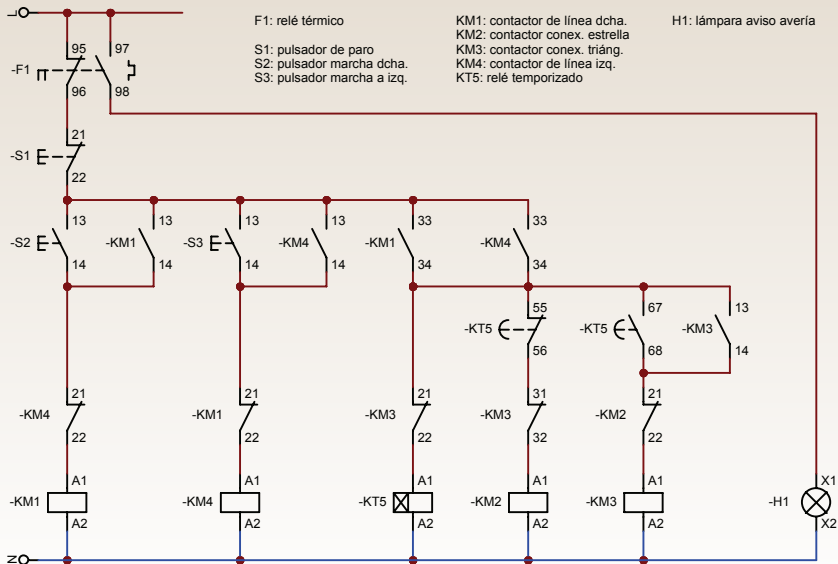 L
F1: relé térmico
KM1: contactor de línea dcha.
H1: lámpara aviso avería
KM2: contactor conex. estrella
S1: pulsador de paro
KM3: contactor conex. triáng.
S2: pulsador marcha dcha.
KM4: contactor de línea izq.
S3: pulsador marcha a izq.
KT5: relé temporizado
95 97
-F1
96 98
21
-S1
22
13 13 13 13 33 33
-S2 -KM1 -S3 -KM4 -KM1 -KM4
14 14 14 14 34 34
55 67 13
-KT5 -KT5 -KM3
56 68 14
21 21 21 31 21
-KM4 -KM1 -KM3 -KM3 -KM2
22 22 22 32 22
A1 A1 A1 A1 A1 X1
-KM1 -KM4 -KT5 -KM2 -KM3 -H1
A2 A2 A2 A2 A2 X2
N